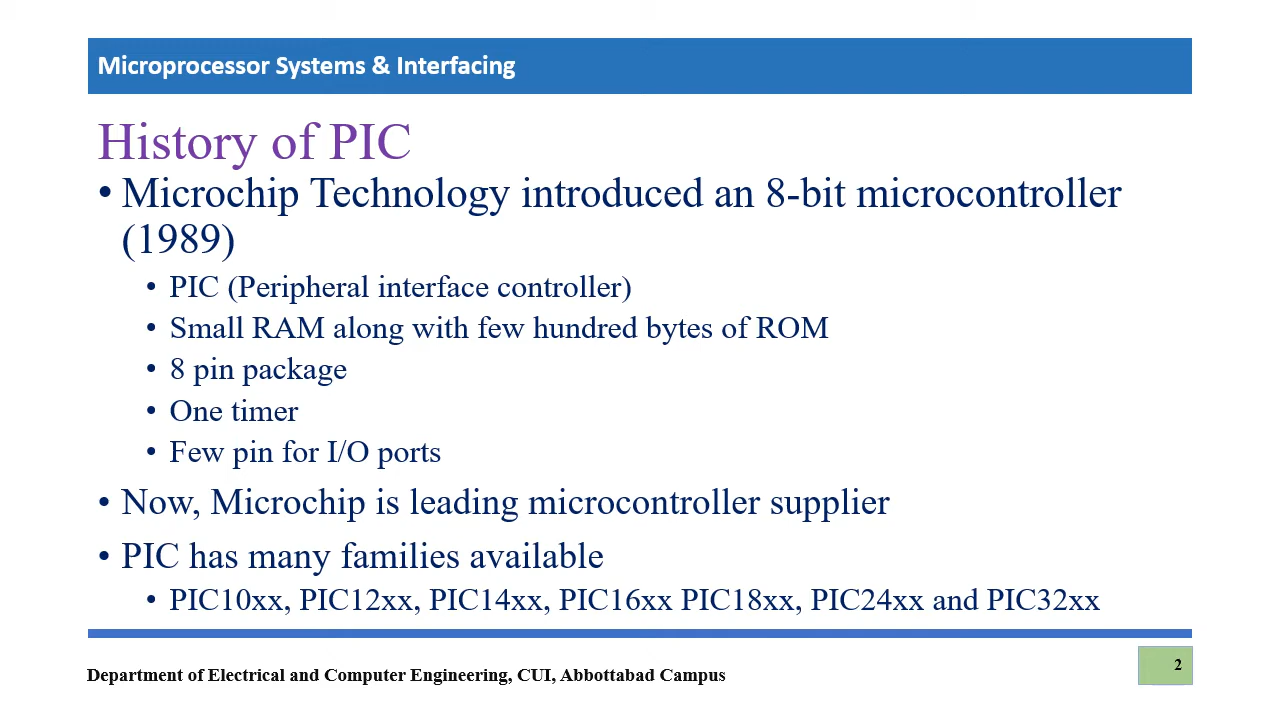 Microprocessor Systems & Interfacing
History of PIC
• Microchip Technology introduced an 8-bit microcontroller
(1989)
• PIC (Peripheral interface controller)
• Small RAM along with few hundred bytes of ROM
• 8 pin package
• One timer
• Few pin for I/O ports
• Now, Microchip is leading microcontroller supplier
• PIC has many families available
• PIC10xx, PIC12xx, PIC14xx, PIC16xx PIC18xx, PIC24xx and PIC32xx
Department of Electrical and Computer Engineering, CUI, Abbottabad Campus
2